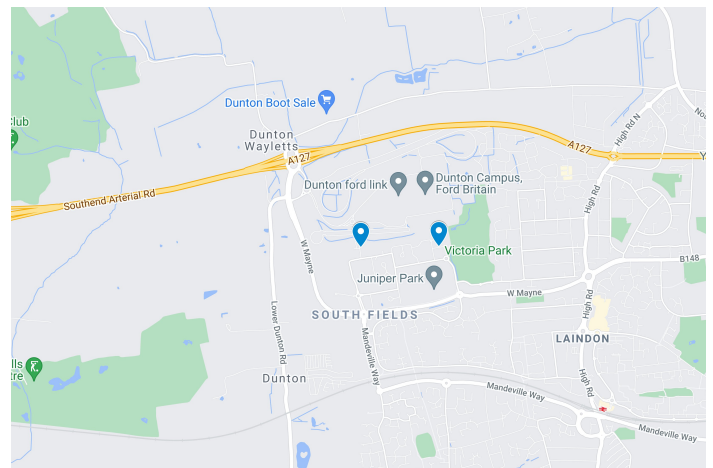 Club
Dunton Boot Sale
Dunton
Wayletts
A127
A127
High Rd N
Southend Arterial Rd
Dunton ford link
Dunton Campus,
Ford Britain
High Rd
W Mayne
Victoria Park
B148
Juniper Park
W Mayne
High Rd
Lower Dunton Rd
SOUTH FIELDS
Mandeville Way
LAINDON
Dunton
High Rd
Mandeville Way
Mandeville Way